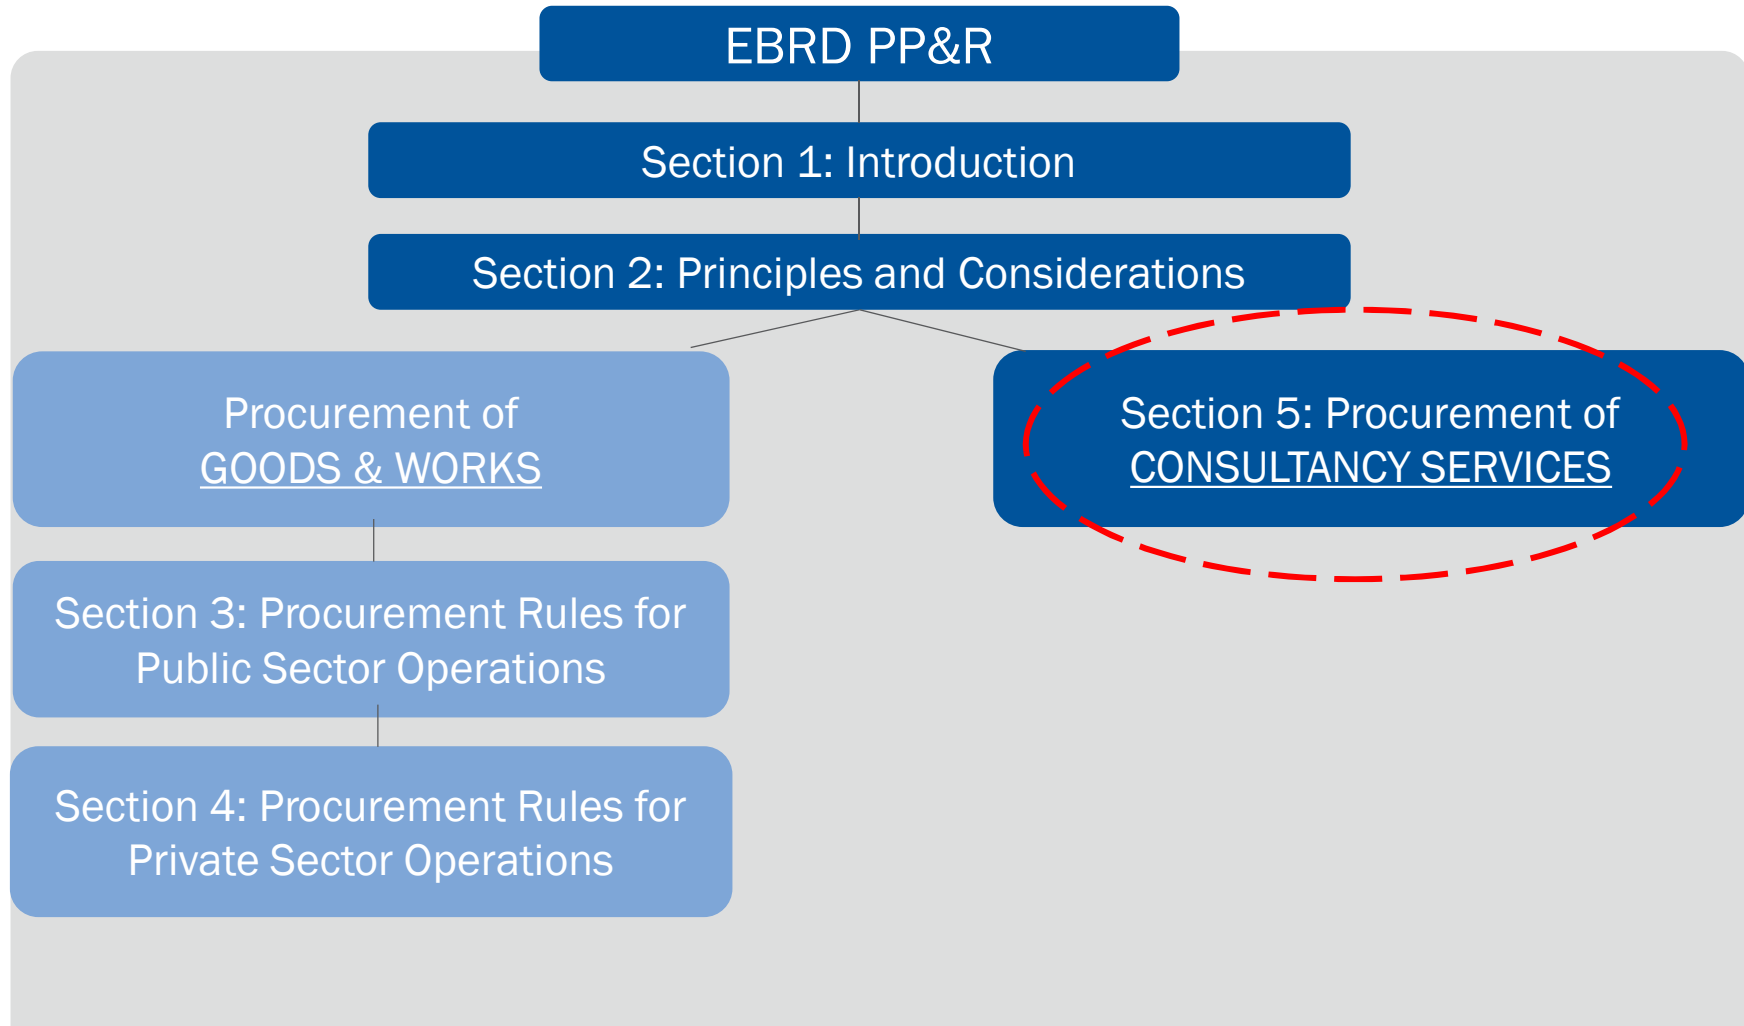 EBRD PP&R
Section 1: Introduction
Section 2: Principles and Considerations
Procurement of
GOODS & WORKS
Section 5: Procurement of
CONSULTANCY SERVICES
Section 3: Procurement Rules for
Public Sector Operations
Section 4: Procurement Rules for
Private Sector Operations